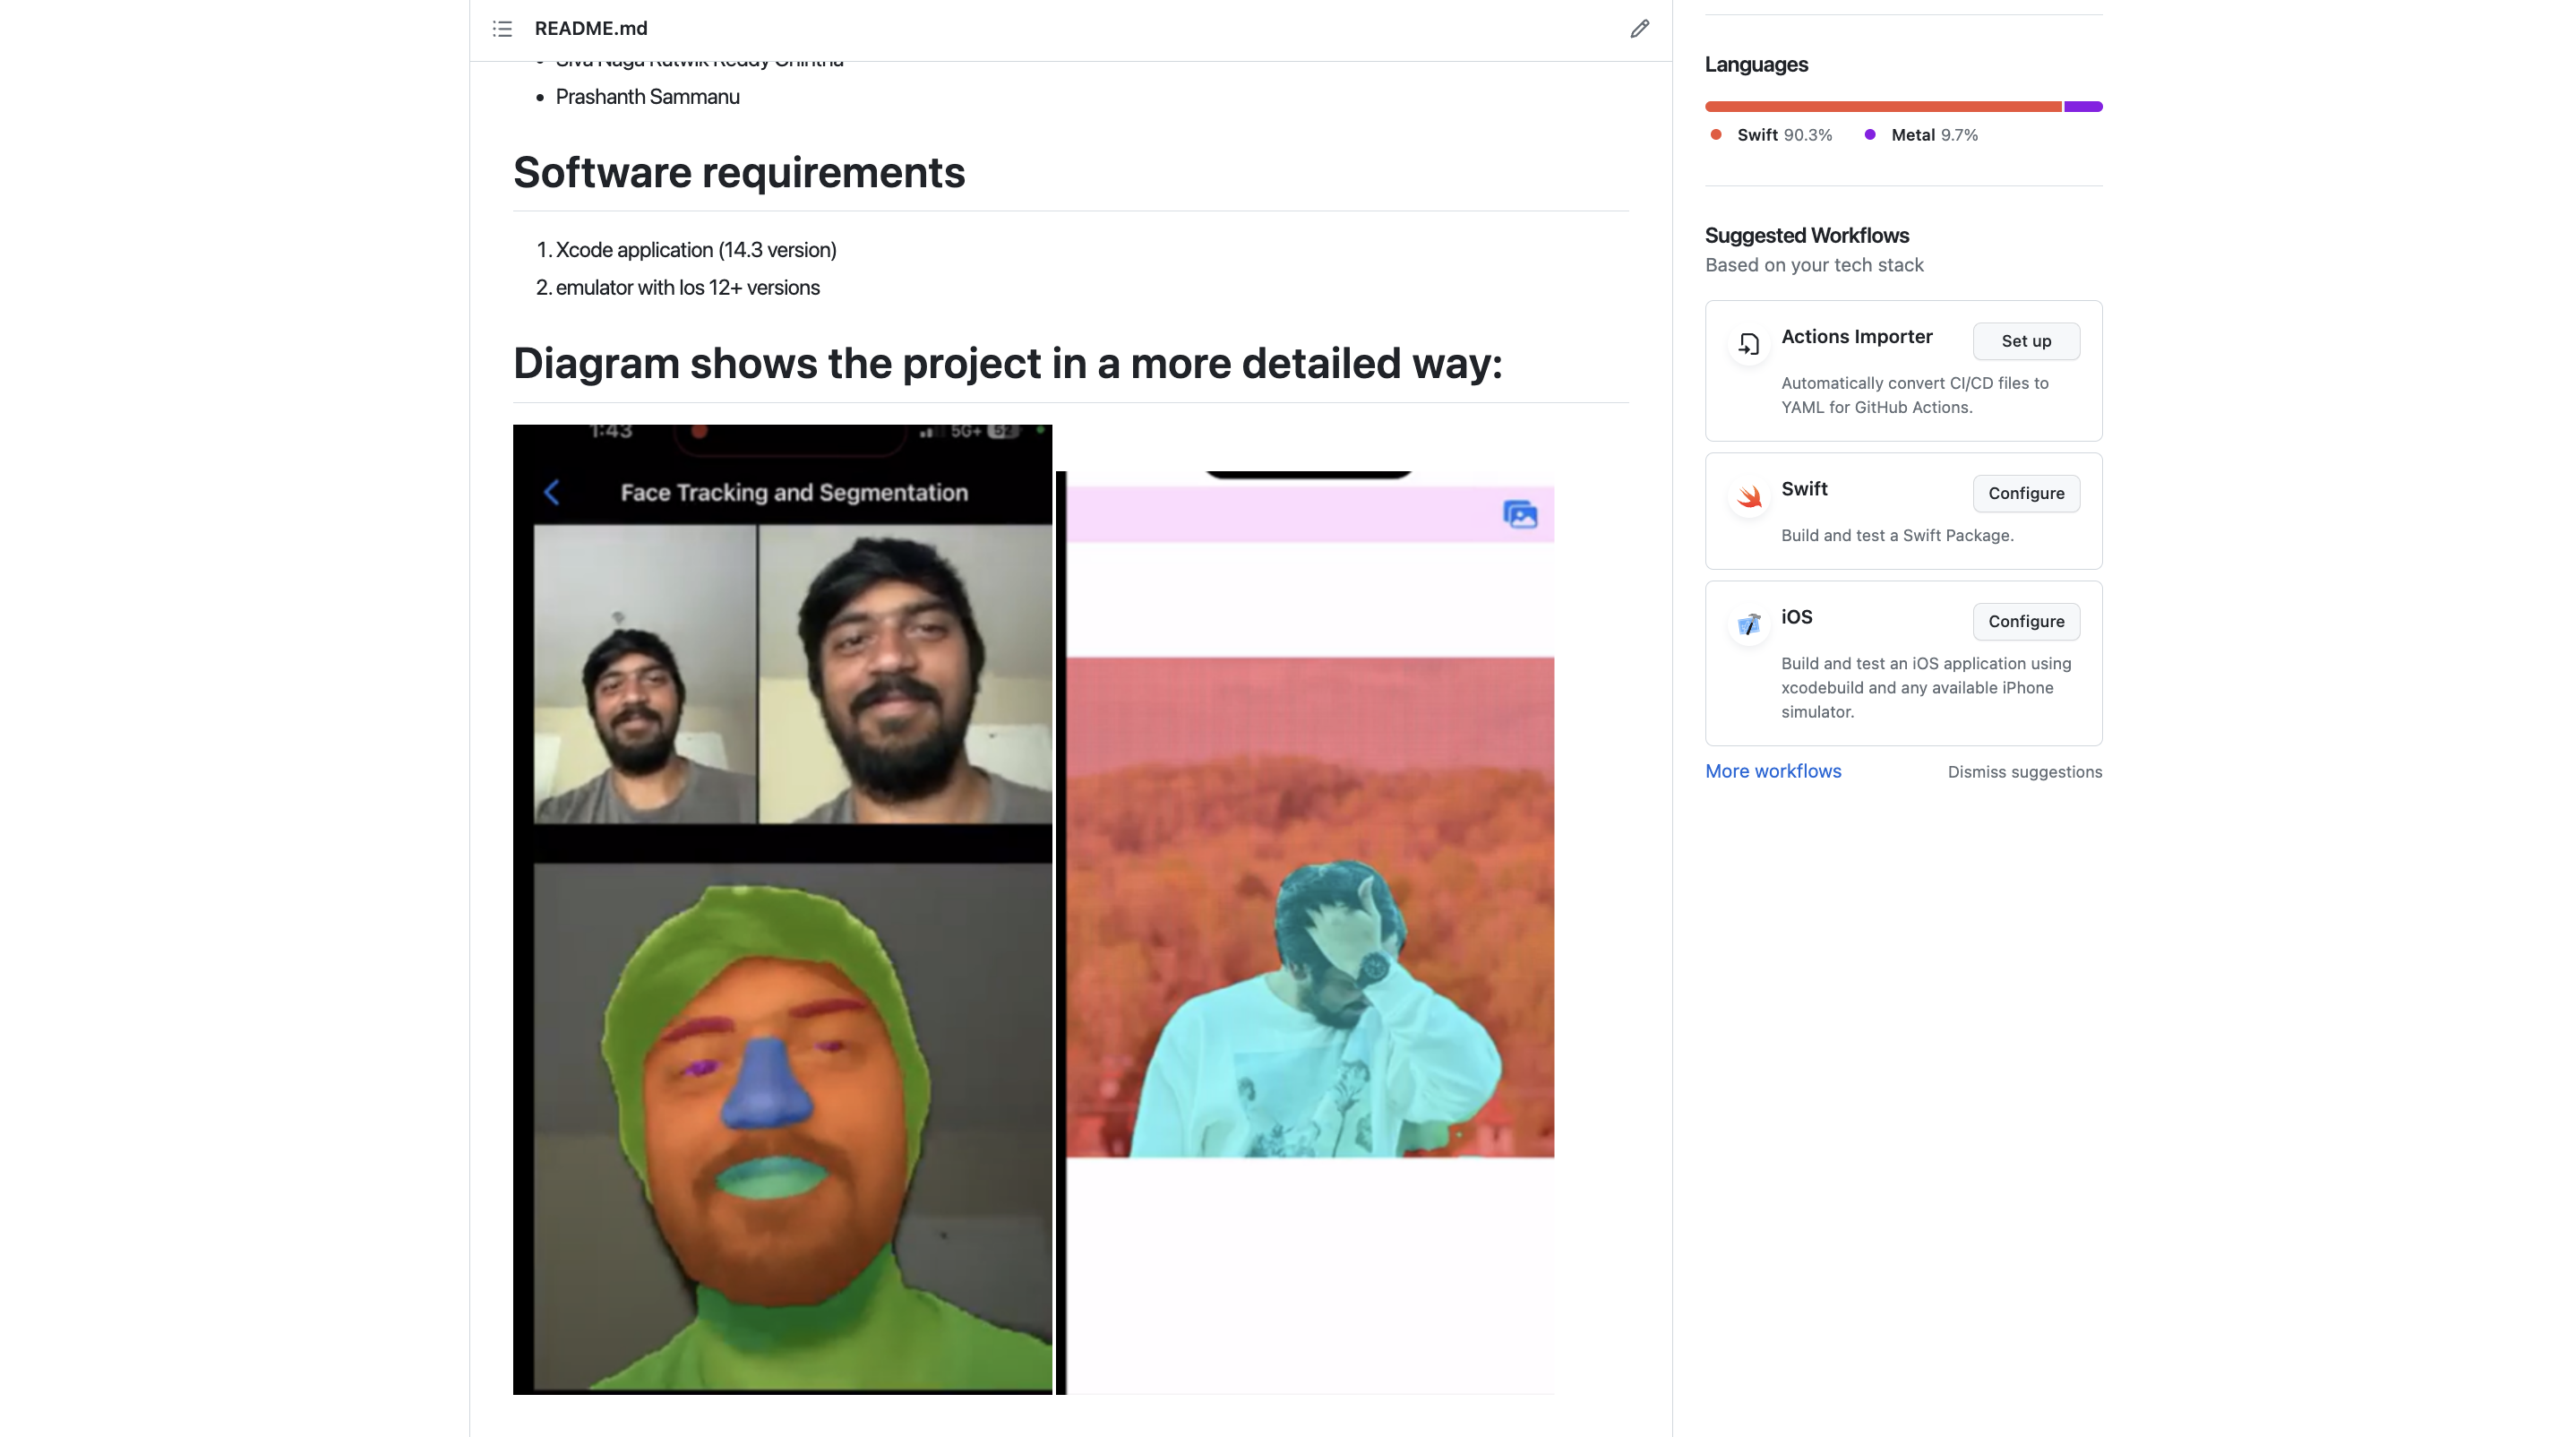 README.md
Prashanth Sammanu
Software requirements
1. Xcode application (14.3 version)
2. emulator with Ios 12+ versions
Diagram shows the project in a more detailed way:
1:43
5G+
Face Tracking and Segmentation
Languages
Swift 90.3% Metal 9.7%
Suggested Workflows
Based on your tech stack
Actions Importer
Set up
Automatically convert CI/CD files to
YAML for GitHub Actions.
Swift
Configure
Build and test a Swift Package.
iOS
Configure
Build and test an iOS application using
xcodebuild and any available iPhone
simulator.
More workflows
Dismiss suggestions